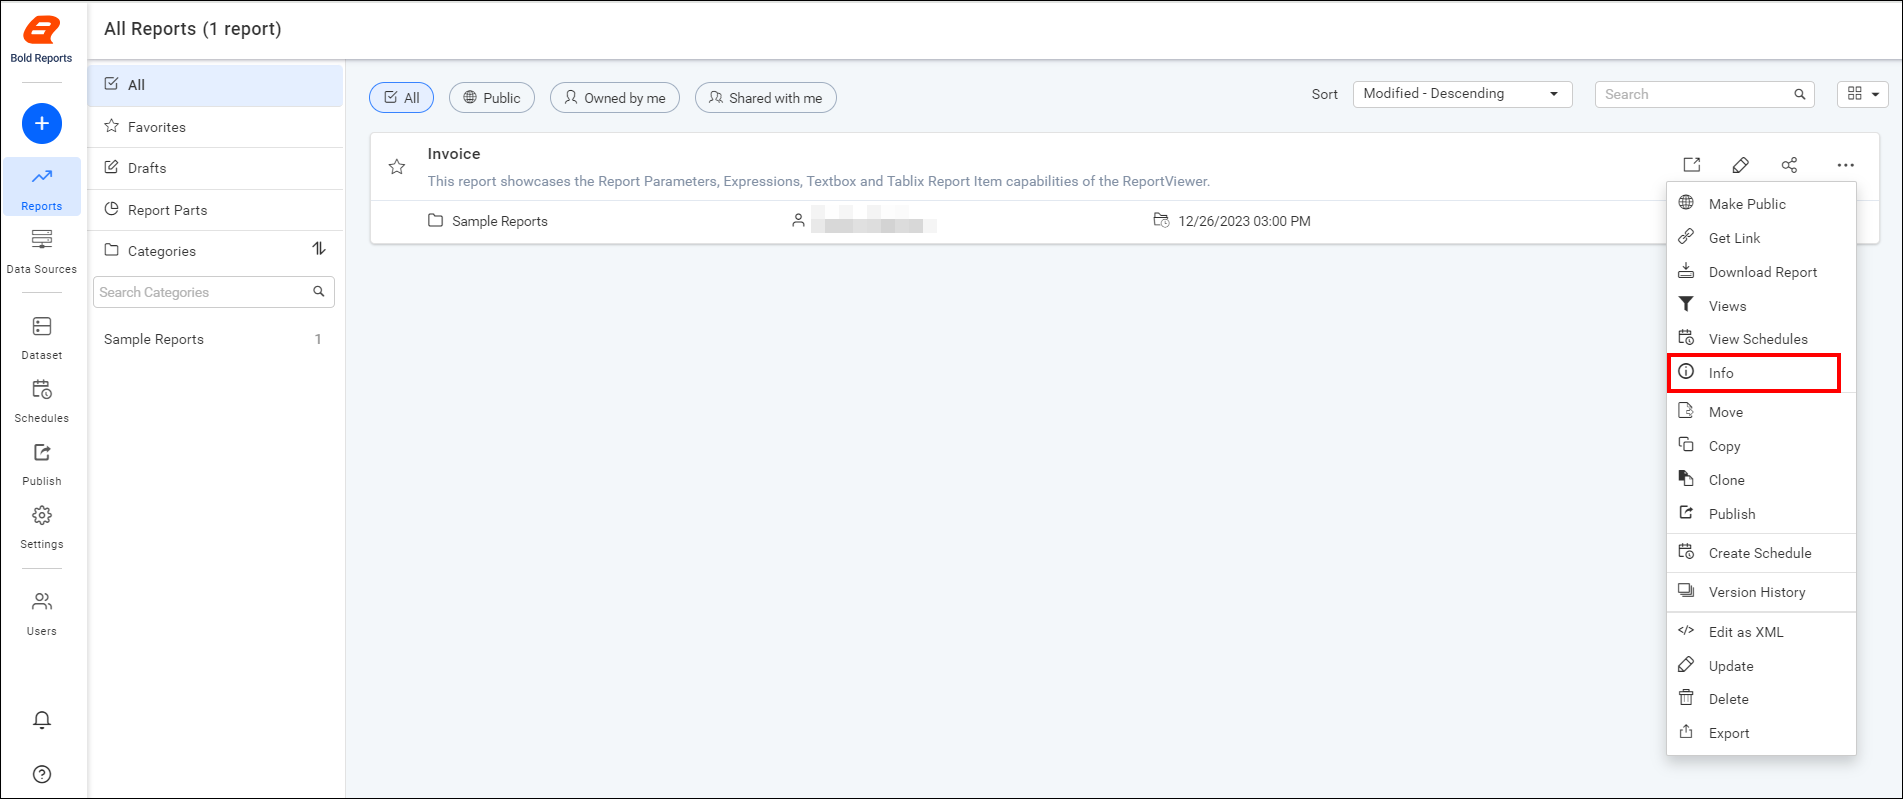 Bold Reports
Reports
Data Sources
Dataset
Schedules
Publish
Settings
Users
All Reports (1 report)
All
Favorites
Drafts
Report Parts
Categories
Search Categories
Sample Reports 1
All Public Owned by me Shared with me Sort Modified - Descending Search
Invoice
This report showcases the Report Parameters, Expressions, Textbox and Tablix Report Item capabilities of the ReportViewer.
Sample Reports 12/26/2023 03:00 PM
Make Public
Get Link
Download Report
Views
View Schedules
Info
Move
Copy
Clone
Publish
Create Schedule
Version History
Edit as XML
Update
Delete
Export